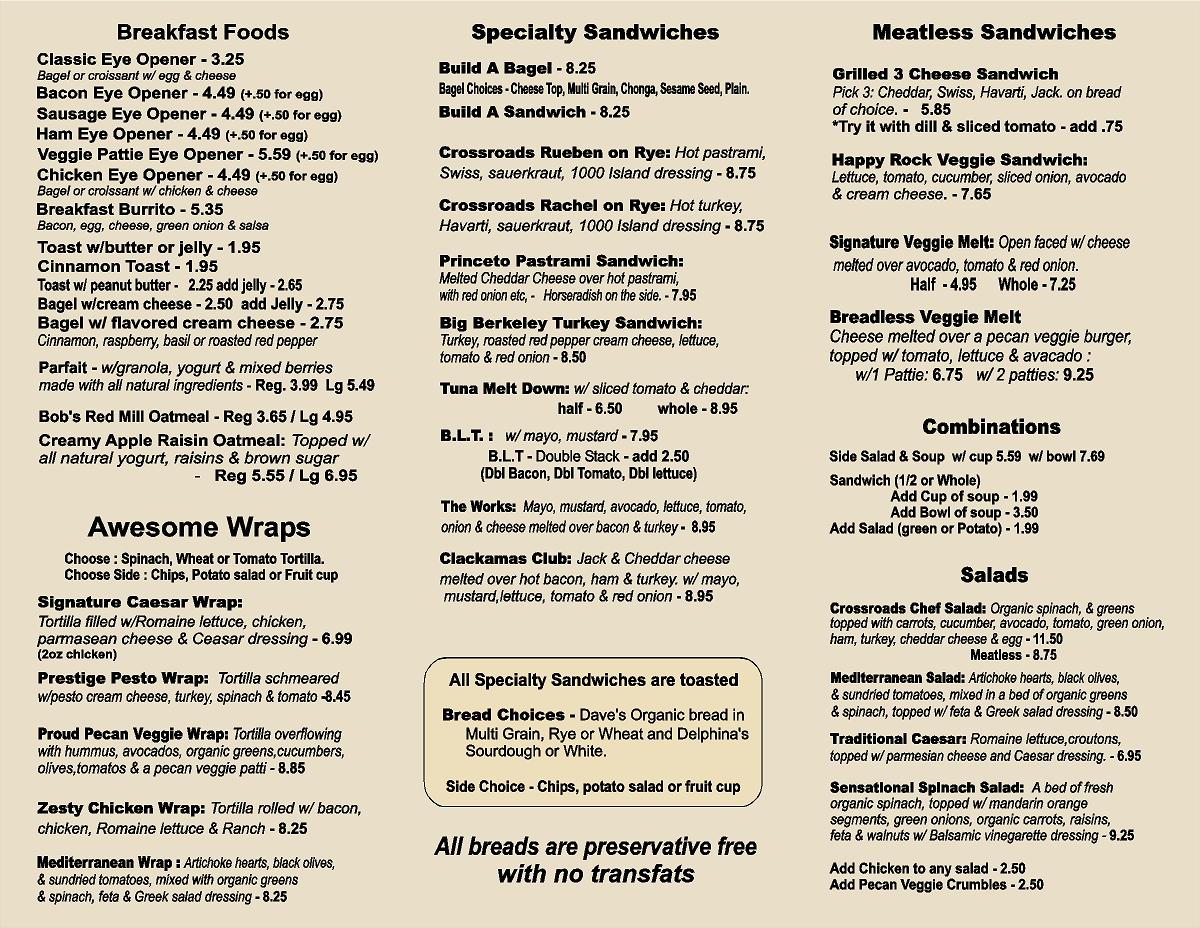 Breakfast Foods
Classic Eye Opener - 3.25
Bagel or croissant w/ egg & cheese
Bacon Eye Opener - 4.49 (+.50 for egg)
Sausage Eye Opener - 4.49 (+.50 for egg)
Ham Eye Opener - 4.49 (+.50 for egg)
Veggie Pattie Eye Opener - 5.59 (+.50 for egg)
Chicken Eye Opener - 4.49 (+.50 for egg)
Bagel or croissant w/ chicken & cheese
Breakfast Burrito - 5.35
Bacon, egg, cheese, green onion & salsa
Toast w/butter or jelly - 1.95
Cinnamon Toast - 1.95
Toast w/ peanut butter - 2.25 add jelly - 2.65
Bagel w/cream cheese - 2.50 add Jelly - 2.75
Bagel w/ flavored cream cheese - 2.75
Cinnamon, raspberry, basil or roasted red pepper
Parfait - w/granola, yogurt & mixed berries
made with all natural ingredients - Reg. 3.99 Lg 5.49
Bob's Red Mill Oatmeal - Reg 3.65 / Lg 4.95
Creamy Apple Raisin Oatmeal: Topped w/
all natural yogurt, raisins & brown sugar
- Reg 5.55 / Lg 6.95
Awesome Wraps
Choose : Spinach, Wheat or Tomato Tortilla.
Choose Side : Chips, Potato salad or Fruit cup
Signature Caesar Wrap:
Tortilla filled w/Romaine lettuce, chicken,
parmasean cheese & Ceasar dressing - 6.99
(2oz chicken)
Prestige Pesto Wrap: Tortilla schmeared
w/pesto cream cheese, turkey, spinach & tomato -8.45
Proud Pecan Veggie Wrap: Tortilla overflowing
with hummus, avocados, organic greens,cucumbers,
olives,tomatos & a pecan veggie patti - 8.85
Zesty Chicken Wrap: Tortilla rolled w/ bacon,
chicken, Romaine lettuce & Ranch - 8.25
Mediterranean Wrap : Artichoke hearts, black olives,
& sundried tomatoes, mixed with organic greens
& spinach, feta & Greek salad dressing - 8.25
Specialty Sandwiches
Build A Bagel - 8.25
Bagel Choices - Cheese Top, Multi Grain, Chonga, Sesame Seed, Plain.
Build A Sandwich - 8.25
Crossroads Rueben on Rye: Hot pastrami,
Swiss, sauerkraut, 1000 Island dressing - 8.75
Crossroads Rachel on Rye: Hot turkey,
Havarti, sauerkraut, 1000 Island dressing - 8.75
Princeto Pastrami Sandwich:
Melted Cheddar Cheese over hot pastrami,
with red onion etc, - Horseradish on the side. - 7.95
Big Berkeley Turkey Sandwich:
Turkey, roasted red pepper cream cheese, lettuce,
tomato & red onion - 8.50
Tuna Melt Down: w/ sliced tomato & cheddar:
half - 6.50 whole - 8.95
B.L.T. : w/ mayo, mustard - 7.95
B.L.T - Double Stack - add 2.50
(Dbl Bacon, Dbl Tomato, Dbl lettuce)
The Works: Mayo, mustard, avocado, lettuce, tomato,
onion & cheese melted over bacon & turkey - 8.95
Clackamas Club: Jack & Cheddar cheese
melted over hot bacon, ham & turkey. w/ mayo,
mustard,lettuce, tomato & red onion - 8.95
All Specialty Sandwiches are toasted
Bread Choices - Dave's Organic bread in
Multi Grain, Rye or Wheat and Delphina's
Sourdough or White.
Side Choice - Chips, potato salad or fruit cup
All breads are preservative free
with no transfats
Meatless Sandwiches
Grilled 3 Cheese Sandwich
Pick 3: Cheddar, Swiss, Havarti, Jack. on bread
of choice. - 5.85
*Try it with dill & sliced tomato - add .75
Happy Rock Veggie Sandwich:
Lettuce, tomato, cucumber, sliced onion, avocado
& cream cheese. - 7.65
Signature Veggie Melt: Open faced w/ cheese
melted over avocado, tomato & red onion.
Half - 4.95 Whole - 7.25
Breadless Veggie Melt
Cheese melted over a pecan veggie burger,
topped w/ tomato, lettuce & avacado :
w/1 Pattie: 6.75 w/ 2 patties: 9.25
Combinations
Side Salad & Soup w/ cup 5.59 w/ bowl 7.69
Sandwich (1/2 or Whole)
Add Cup of soup - 1.99
Add Bowl of soup - 3.50
Add Salad (green or Potato) - 1.99
Salads
Crossroads Chef Salad: Organic spinach, & greens
topped with carrots, cucumber, avocado, tomato, green onion,
ham, turkey, cheddar cheese & egg - 11.50
Meatless - 8.75
Mediterranean Salad: Artichoke hearts, black olives,
& sundried tomatoes, mixed in a bed of organic greens
& spinach, topped w/ feta & Greek salad dressing - 8.50
Traditional Caesar: Romaine lettuce,croutons,
topped w/ parmesian cheese and Caesar dressing. - 6.95
Sensational Spinach Salad: A bed of fresh
organic spinach, topped w/ mandarin orange
segments, green onions, organic carrots, raisins,
feta & walnuts w/ Balsamic vinegarette dressing - 9.25
Add Chicken to any salad - 2.50
Add Pecan Veggie Crumbles - 2.50